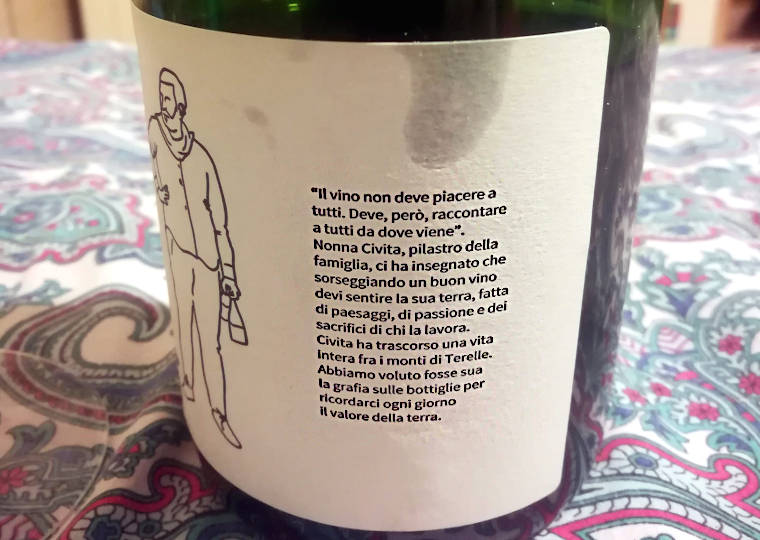 “Il vino non deve piacere a
tutti. Deve, però, raccontare
a tutti da dove viene”.
Nonna Civita, pilastro della
famiglia, ci ha insegnato che
sorseggiando un buon vino
devi sentire la sua terra, fatta
di paesaggi, di passione e dei
sacrifici di chi la lavora.
Civita ha trascorso una vita
intera fra i monti di Terelle.
Abbiamo voluto fosse sua
la grafia sulle bottiglie per
ricordarci ogni giorno
il valore della terra.